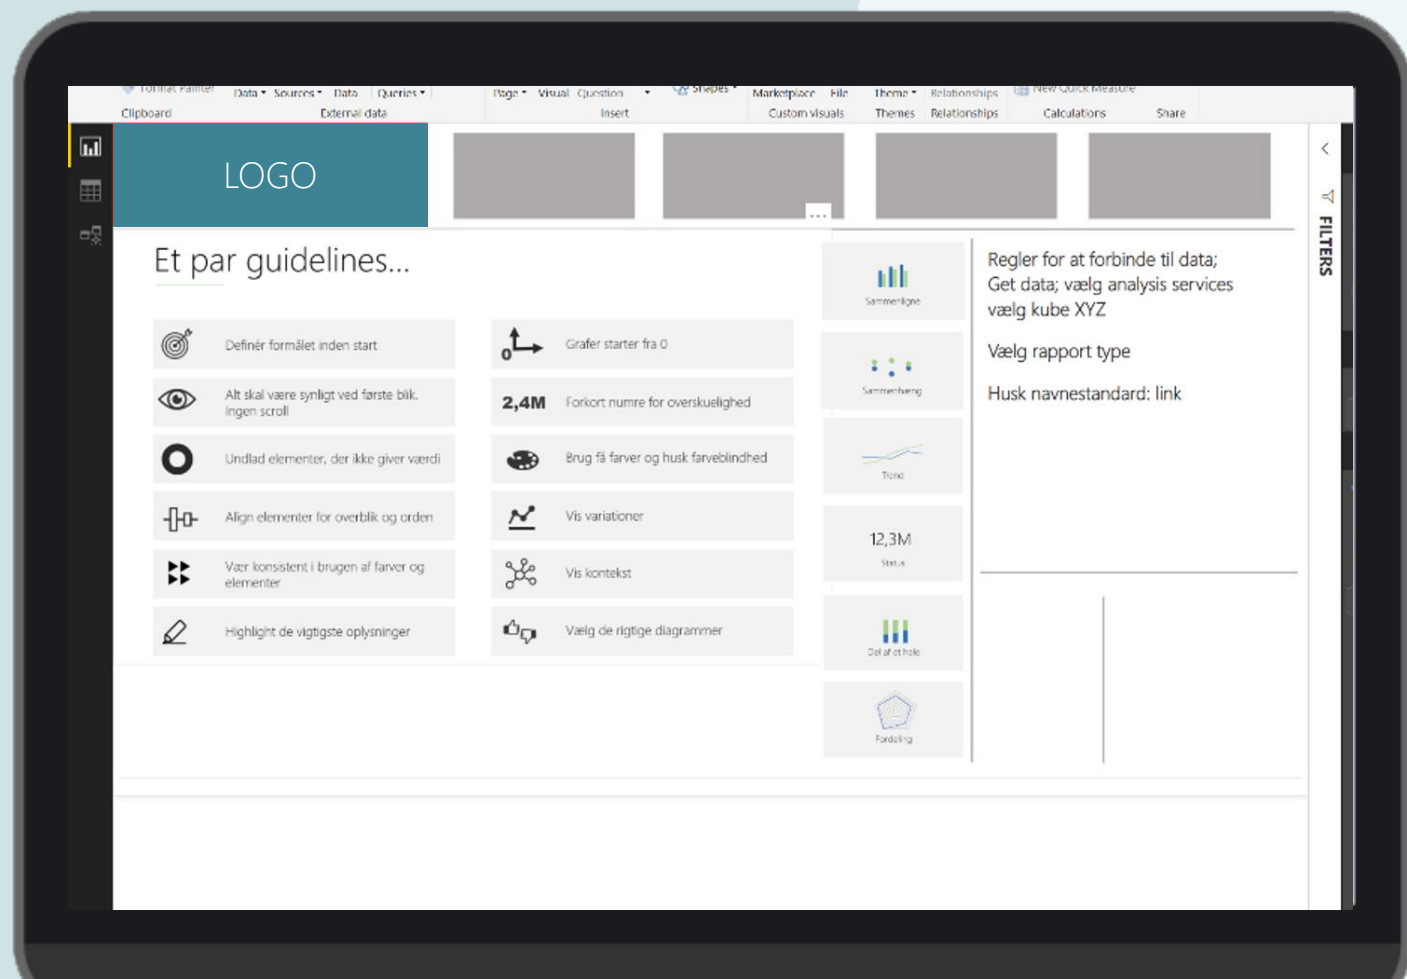 Format Painter
Data Sources Data Queries
Page Visual Question
Shapes
Marketplace File
Theme
Relationships
New Quick Measure
Clipboard
External data
Insert
Custom visuals
Themes
Relationships
Calculations
Share
LOGO
...
FILTERS
Et par guidelines...
Definér formålet inden start
Alt skal være synligt ved første blik.
Ingen scroll
Undlad elementer, der ikke giver værdi
Align elementer for overblik og orden
Vær konsistent i brugen af farver og
elementer
Highlight de vigtigste oplysninger
0
Grafer starter fra 0
2,4M
Forkort numre for overskuelighed
Brug få farver og husk farveblindhed
Vis variationer
Vis kontekst
Vælg de rigtige diagrammer
Sammenligne
Sammenhæng
Trend
12,3M
Status
Del af et hele
Fordeling
Regler for at forbinde til data;
Get data; vælg analysis services
vælg kube XYZ
Vælg rapport type
Husk navnestandard: link